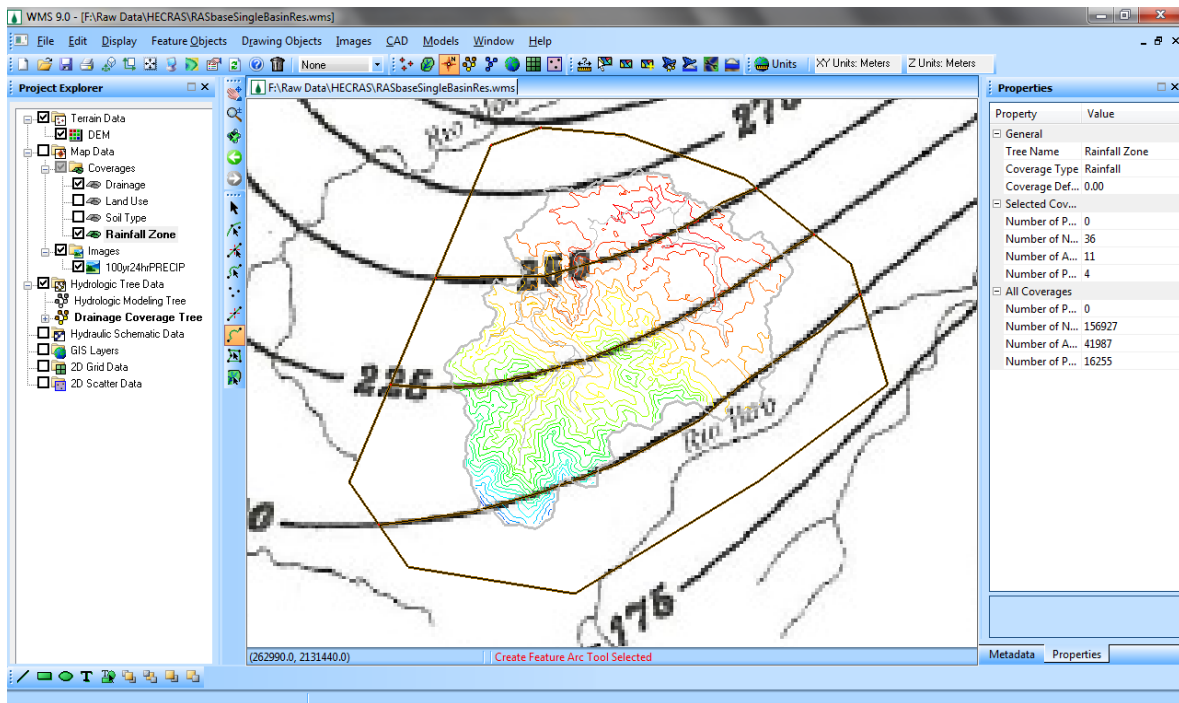 WMS 9.0 - [F:\Raw Data\HECRAS\RASbaseSingleBasinRes.wms]
File Edit Display Feature Objects Drawing Objects Images CAD Models Window Help
None Units XY Units: Meters Z Units: Meters
Project Explorer
Terrain Data
DEM
Map Data
Coverages
Drainage
Land Use
Soil Type
Rainfall Zone
Images
100yr24hrPRECIP
Hydrologic Tree Data
Hydrologic Modeling Tree
Drainage Coverage Tree
Hydraulic Schematic Data
GIS Layers
2D Grid Data
2D Scatter Data
F:\Raw Data\HECRAS\RASbaseSingleBasinRes.wms
Rio
225
Rio
0
175
(262990.0, 2131440.0) Create Feature Arc Tool Selected
Properties
Property Value
General
Tree Name Rainfall Zone
Coverage Type Rainfall
Coverage Def... 0.00
Selected Cov...
Number of P... 0
Number of N... 36
Number of A... 11
Number of P... 4
All Coverages
Number of P... 0
Number of N... 156927
Number of A... 41987
Number of P... 16255
Metadata Properties
T